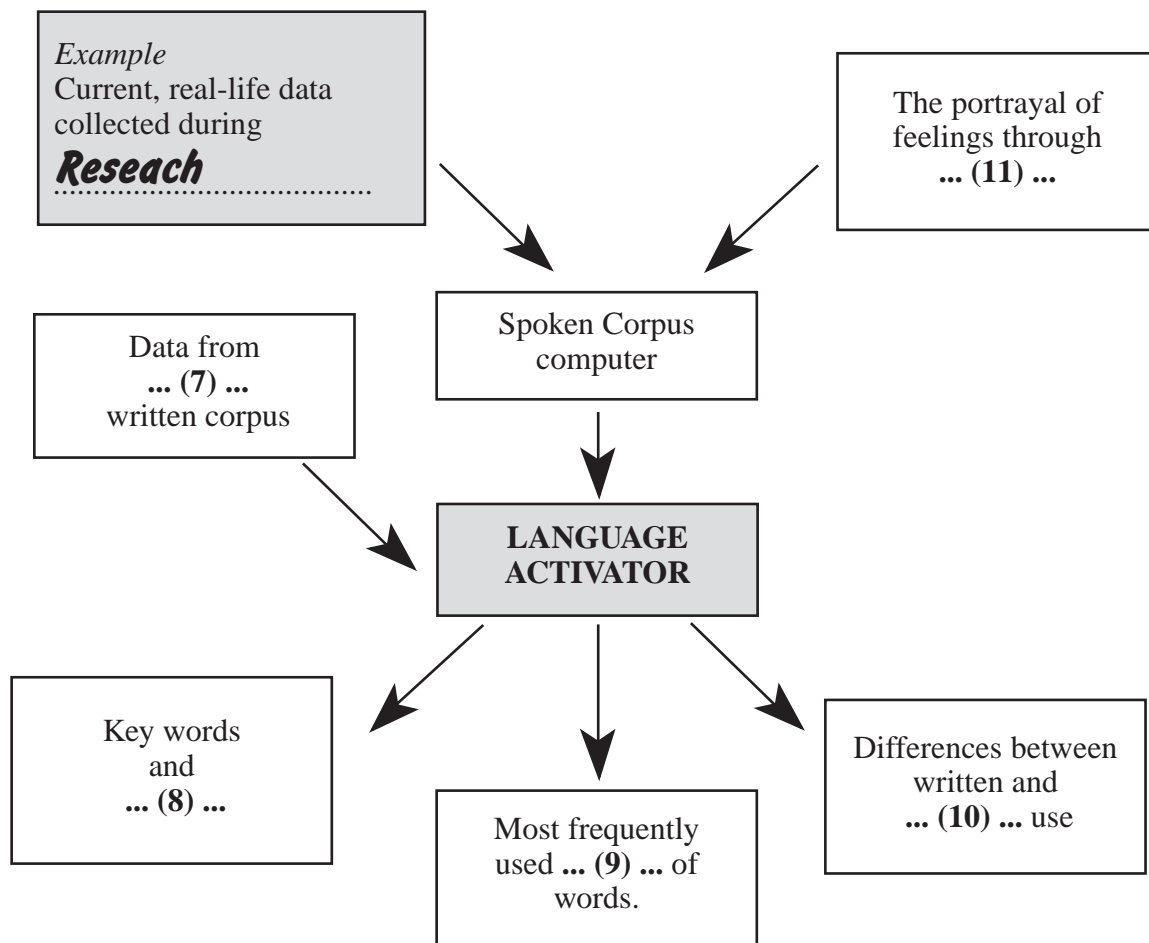 Example
Current, real-life data
collected during
Reseach
The portrayal of
feelings through
... (11) ...
Spoken Corpus
computer
Data from
... (7) ...
written corpus
LANGUAGE
ACTIVATOR
Key words
and
... (8) ...
Most frequently
used ... (9) ... of
words.
Differences between
written and
... (10) ... use